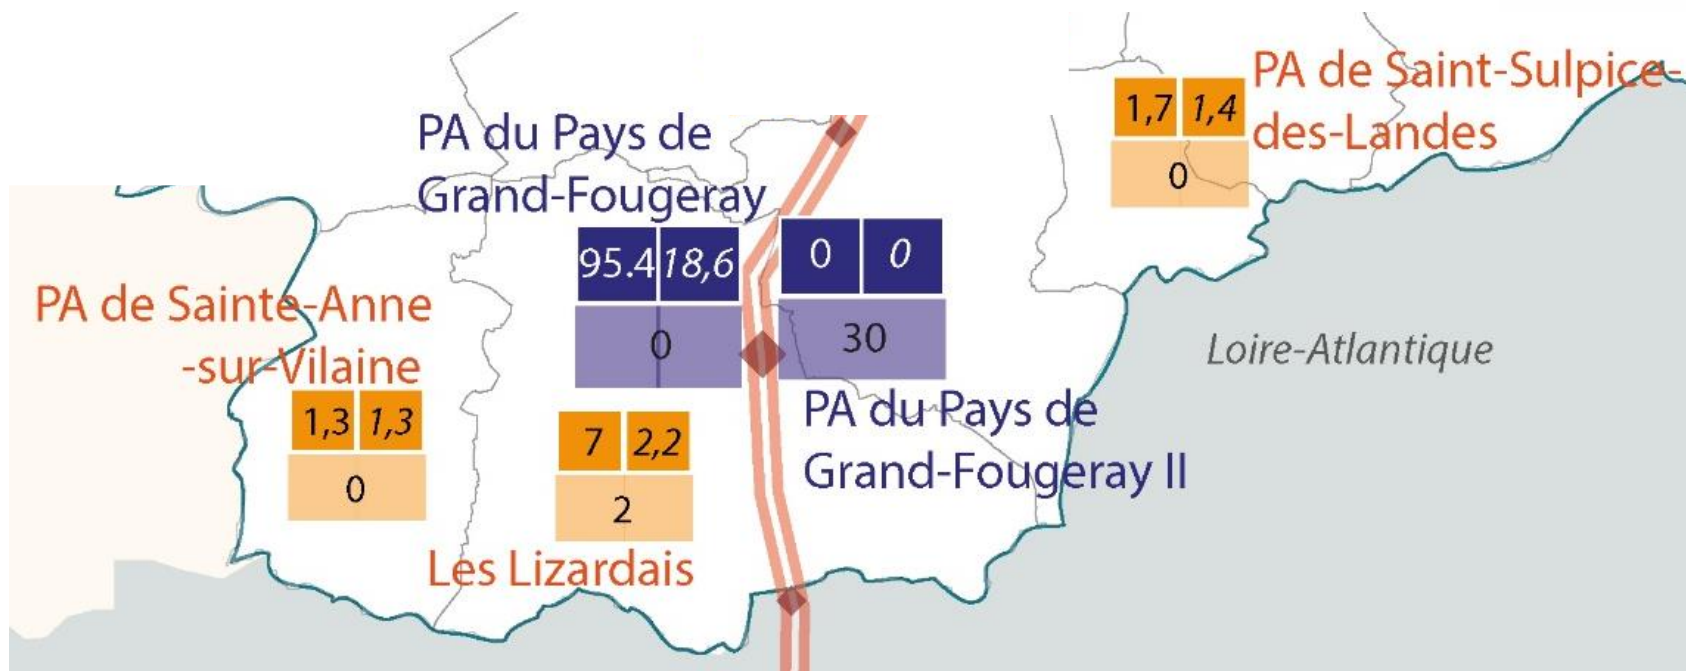 PA de Saint-Sulpice-
des-Landes
1,7 1,4
0
PA du Pays de
Grand-Fougeray
95.4 18,6
0
0 0
30
PA du Pays de
Grand-Fougeray II
Loire-Atlantique
PA de Sainte-Anne
-sur-Vilaine
1,3 1,3
0
7 2,2
2
Les Lizardais